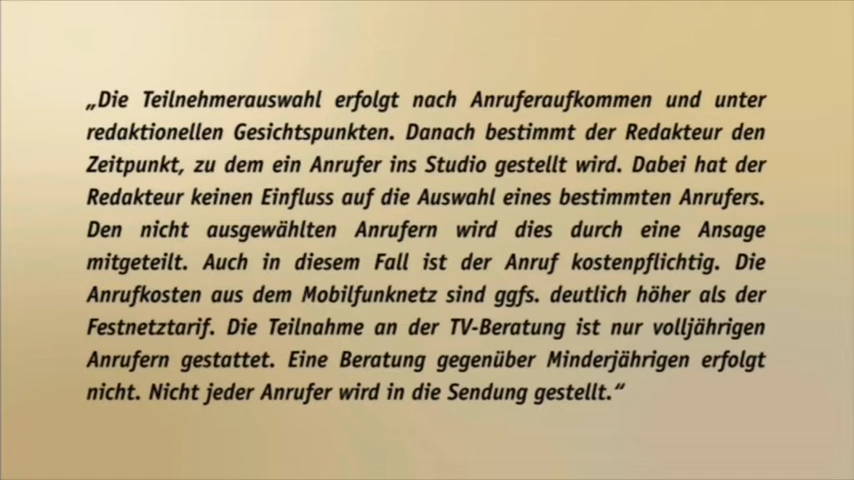 „Die Teilnehmerauswahl erfolgt nach Anruferaufkommen und unter
redaktionellen Gesichtspunkten. Danach bestimmt der Redakteur den
Zeitpunkt, zu dem ein Anrufer ins Studio gestellt wird. Dabei hat der
Redakteur keinen Einfluss auf die Auswahl eines bestimmten Anrufers.
Den nicht ausgewählten Anrufern wird dies durch eine Ansage
mitgeteilt. Auch in diesem Fall ist der Anruf kostenpflichtig. Die
Anrufkosten aus dem Mobilfunknetz sind ggfs. deutlich höher als der
Festnetztarif. Die Teilnahme an der TV-Beratung ist nur volljährigen
Anrufern gestattet. Eine Beratung gegenüber Minderjährigen erfolgt
nicht. Nicht jeder Anrufer wird in die Sendung gestellt.“